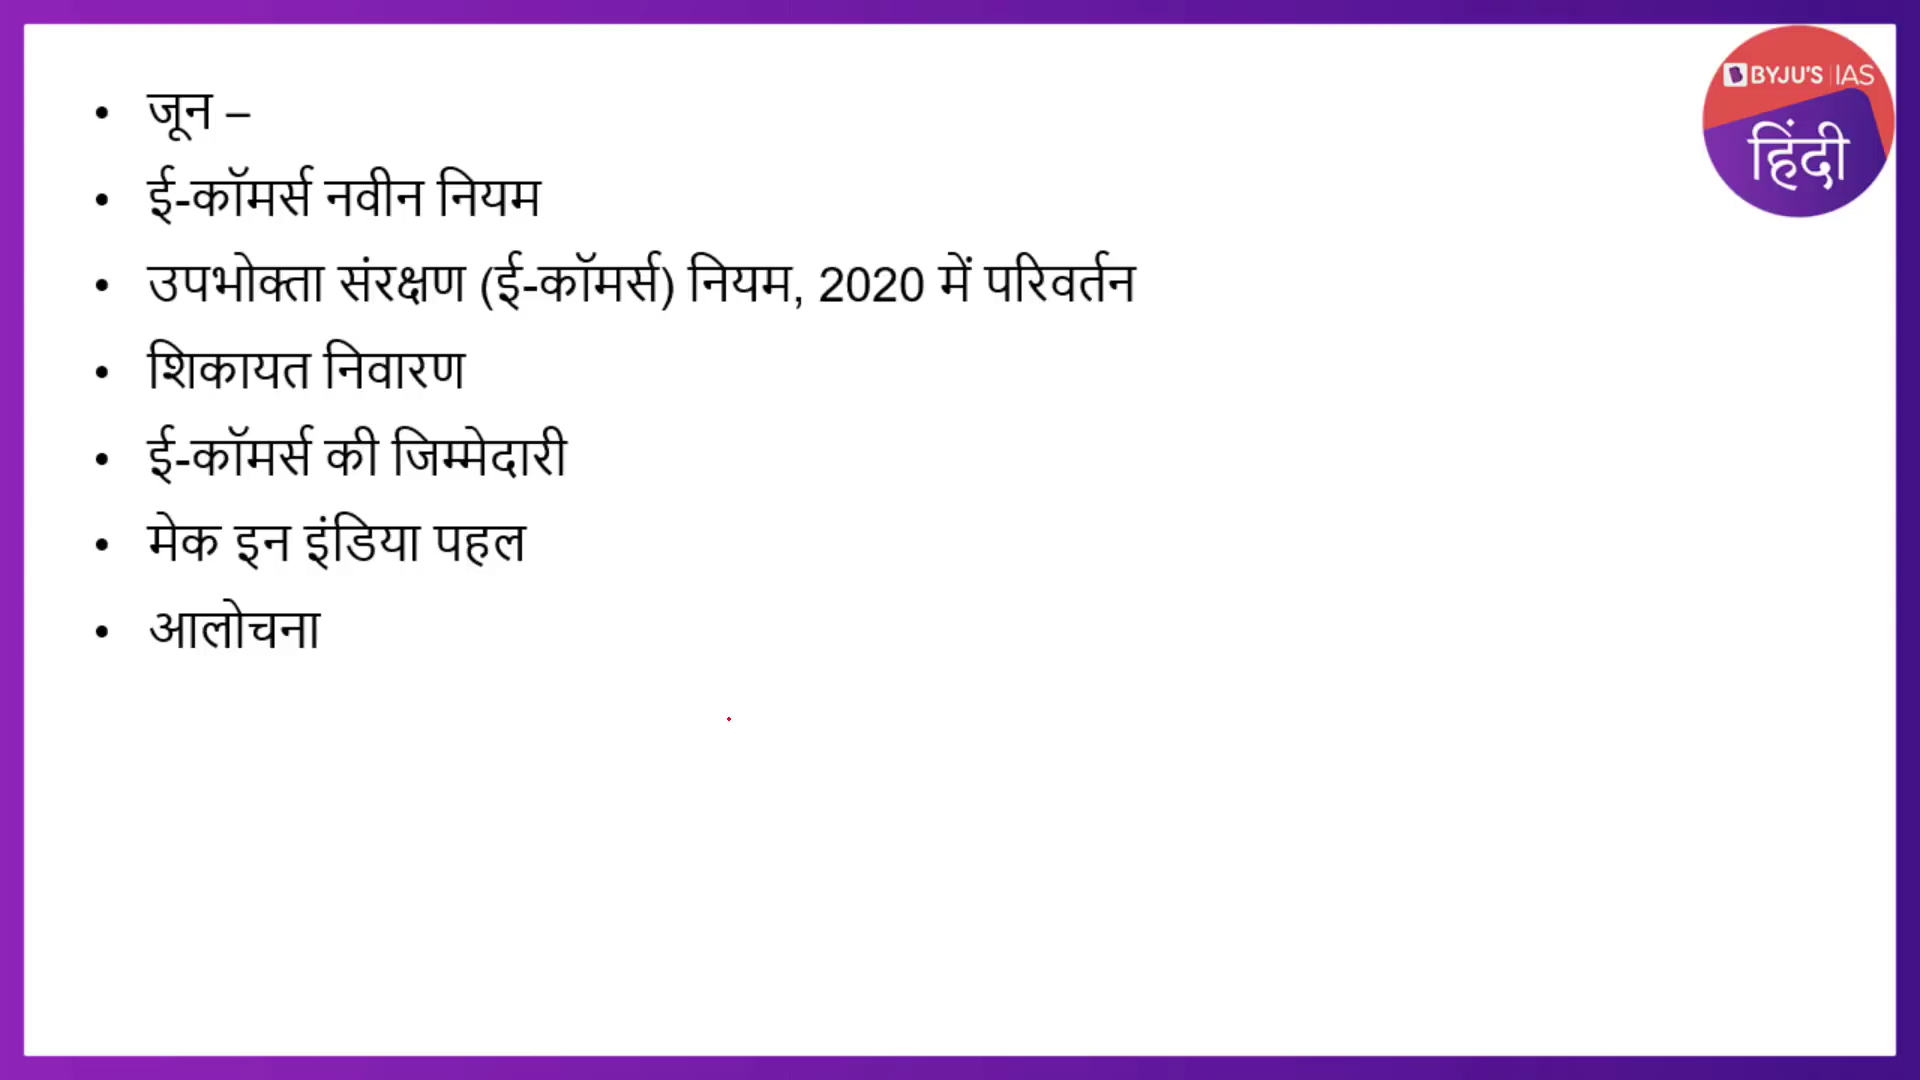 BYJU'S IAS
हिंदी
• जून –
• ई-कॉमर्स नवीन नियम
• उपभोक्ता संरक्षण (ई-कॉमर्स) नियम, 2020 में परिवर्तन
• शिकायत निवारण
• ई-कॉमर्स की जिम्मेदारी
• मेक इन इंडिया पहल
• आलोचना